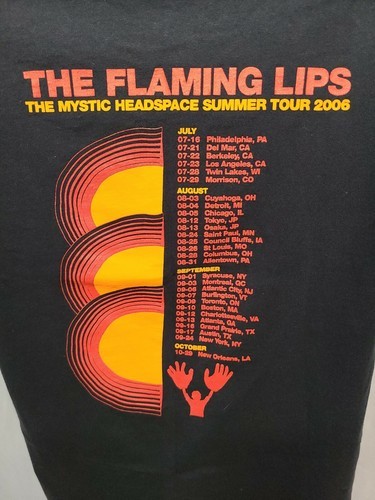 THE FLAMING LIPS
THE MYSTIC HEADSPACE SUMMER TOUR 2006
JULY
07-16 Philadelphia, PA
07-21 Del Mar, CA
07-22 Berkeley, CA
07-23 Los Angeles, CA
07-28 Twin Lakes, WI
07-29 Morrison, CO
AUGUST
08-03 Cuyahoga, OH
08-04 Detroit, MI
08-05 Chicago, IL
08-12 Tokyo, JP
08-13 Osaka, JP
08-24 Saint Paul, MN
08-25 Council Bluffs, IA
08-26 St Louis, MO
08-28 Columbus, OH
08-31 Allentown, PA
SEPTEMBER
09-01 Syracuse, NY
09-03 Montreal, QC
09-06 Atlantic City, NJ
09-07 Burlington, VT
09-09 Toronto, ON
09-10 Boston, MA
09-12 Charlottesville, VA
09-13 Atlanta, GA
09-16 Grand Prairie, TX
09-17 Austin, TX
09-24 New York, NY
OCTOBER
10-29 New Orleans, LA